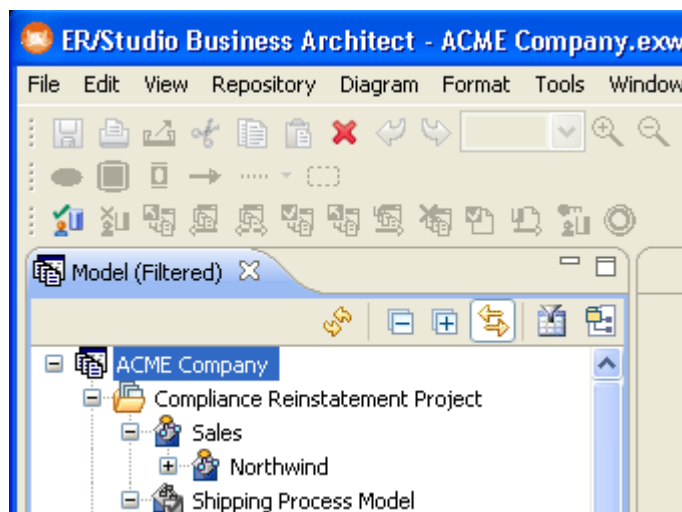 ER/Studio Business Architect - ACME Company.exw
File Edit View Repository Diagram Format Tools Window
Model (Filtered)
ACME Company
Compliance Reinstatement Project
Sales
Northwind
Shipping Process Model